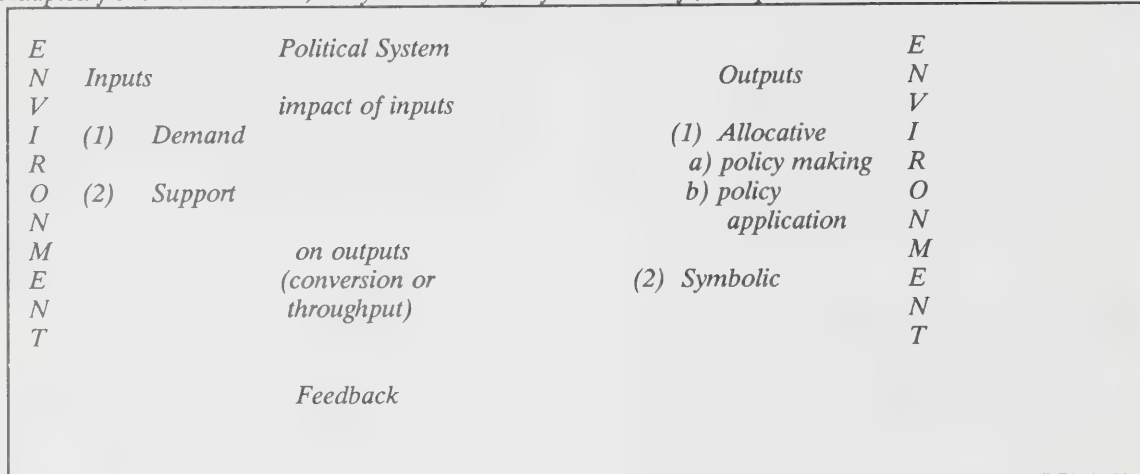 E
N
V
I
R
O
N
M
E
N
T
Inputs
(1) Demand
(2) Support
Political System
impact of inputs
on outputs
(conversion or
throughput)
Feedback
Outputs
(1) Allocative
a) policy making
b) policy
application
(2) Symbolic
E
N
V
I
R
O
N
M
E
N
T